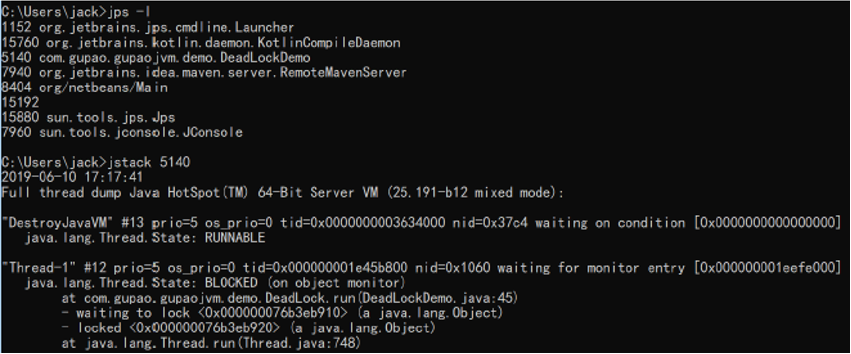 C:\Users\jack>jps -l
1152 org.jetbrains.jps.cmdline.Launcher
15760 org.jetbrains.kotlin.daemon.KotlinCompileDaemon
5140 com.gupao.gupaojvm.demo.DeadLockDemo
7940 org.jetbrains.idea.maven.server.RemoteMavenServer
8404 org/netbeans/Main
15192
15880 sun.tools.jps.Jps
7960 sun.tools.jconsole.JConsole
C:\Users\jack>jstack 5140
2019-06-10 17:17:41
Full thread dump Java HotSpot(TM) 64-Bit Server VM (25.191-b12 mixed mode):
"DestroyJavaVM" #13 prio=5 os_prio=0 tid=0x0000000003634000 nid=0x37c4 waiting on condition [0x0000000000000000]
java.lang.Thread.State: RUNNABLE
"Thread-1" #12 prio=5 os_prio=0 tid=0x000000001e45b800 nid=0x1060 waiting for monitor entry [0x000000001eefe000]
java.lang.Thread.State: BLOCKED (on object monitor)
at com.gupao.gupaojvm.demo.DeadLock.run(DeadLockDemo.java:45)
- waiting to lock <0x000000076b3eb910> (a java.lang.Object)
- locked <0x000000076b3eb920> (a java.lang.Object)
at java.lang.Thread.run(Thread.java:748)